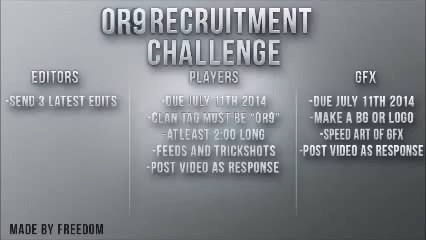 OR9 RECRUITMENT
CHALLENGE
EDITORS
-SEND 3 LATEST EDITS
PLAYERS
-DUE JULY 11TH 2014
-CLAN TAG MUST BE "OR9"
-ATLEAST 2:00 LONG
-FEEDS AND TRICKSHOTS
-POST VIDEO AS RESPONSE
GFX
-DUE JULY 11TH 2014
-MAKE A BG OR LOGO
-SPEED ART OF GFX
-POST VIDEO AS RESPONSE
MADE BY FREEDOM